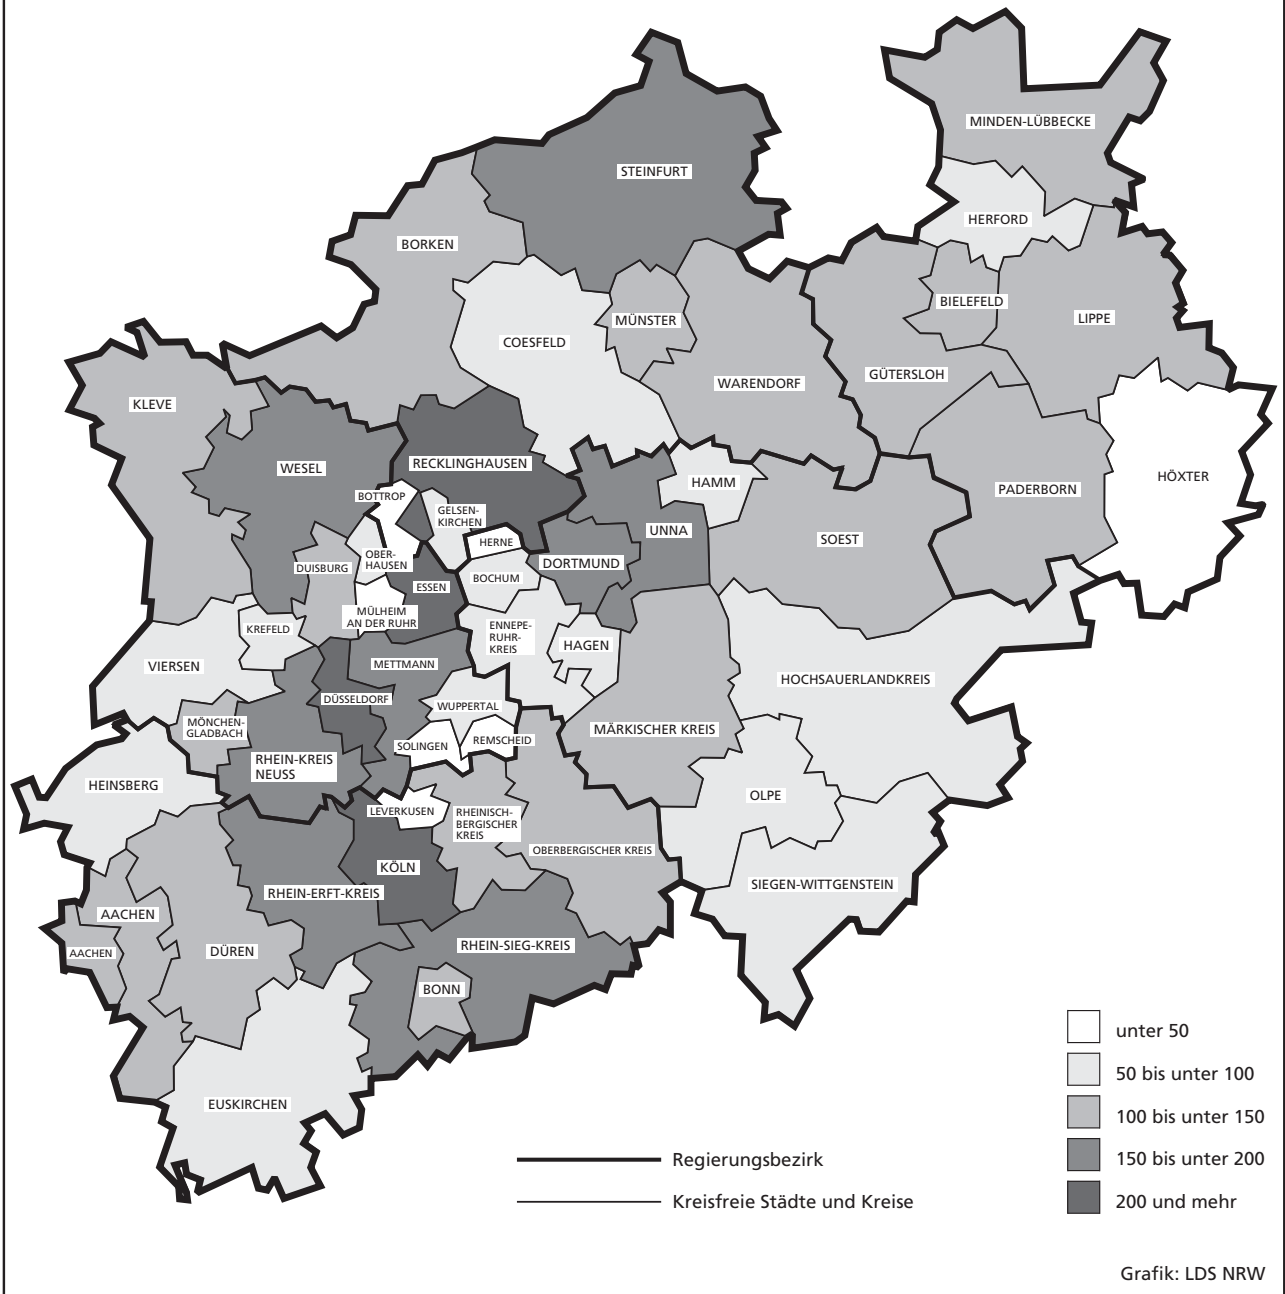 MINDEN-LÜBBECKE
STEINFURT
HERFORD
BORKEN
BIELEFELD
LIPPE
MÜNSTER
COESFELD
GÜTERSLOH
WARENDORF
KLEVE
RECKLINGHAUSEN
WESEL
HÖXTER
HAMM
PADERBORN
BOTTROP
GELSEN-
KIRCHEN
UNNA
SOEST
HERNE
OBER-
HAUSEN
DORTMUND
DUISBURG
BOCHUM
ESSEN
MÜLHEIM
AN DER RUHR
KREFELD
ENNEPE-
RUHR-
KREIS
HAGEN
VIERSEN
METTMANN
HOCHSAUERLANDKREIS
DÜSSELDORF
WUPPERTAL
MÖNCHEN-
GLADBACH
MÄRKISCHER KREIS
SOLINGEN
REMSCHEID
RHEIN-KREIS
NEUSS
HEINSBERG
OLPE
LEVERKUSEN
RHEINISCH-
BERGISCHER
KREIS
OBERBERGISCHER KREIS
KÖLN
SIEGEN-WITTGENSTEIN
RHEIN-ERFT-KREIS
AACHEN
RHEIN-SIEG-KREIS
AACHEN
DÜREN
BONN
EUSKIRCHEN
unter 50
50 bis unter 100
100 bis unter 150
150 bis unter 200
200 und mehr
Regierungsbezirk
Kreisfreie Städte und Kreise
Grafik: LDS NRW